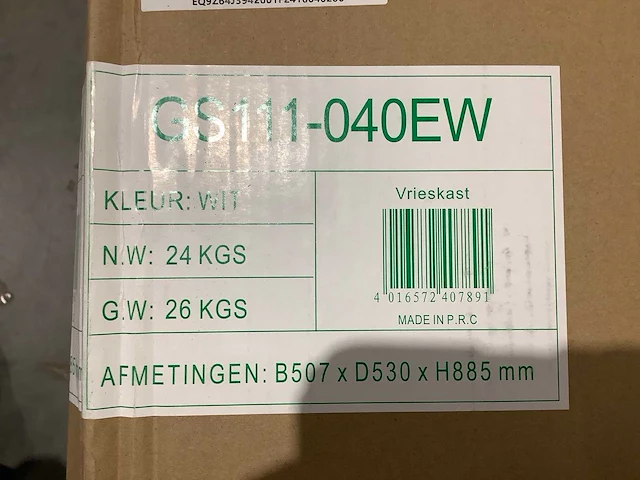 GS111-040EW
KLEUR: WIT
N.W: 24 KGS
G.W: 26 KGS
Vrieskast
4 016572 407891
MADE IN P.R.C
AFMETINGEN: B507 x D530 x H885 mm